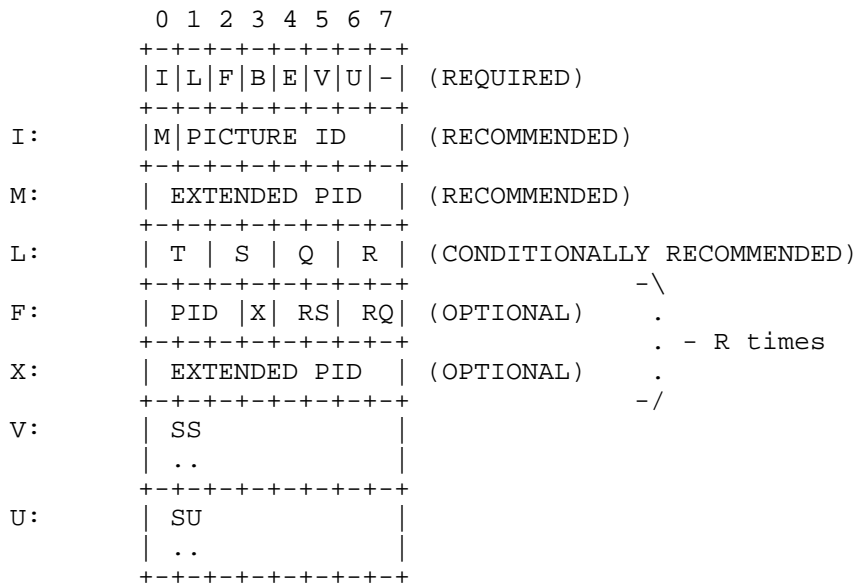 0 1 2 3 4 5 6 7
        +-+-+-+-+-+-+-+-+
        |I|L|F|B|E|V|U|-| (REQUIRED)
        +-+-+-+-+-+-+-+-+
I:      |M|PICTURE ID   | (RECOMMENDED)
        +-+-+-+-+-+-+-+-+
M:      | EXTENDED PID  | (RECOMMENDED)
        +-+-+-+-+-+-+-+-+
L:      | T | S | Q | R | (CONDITIONALLY RECOMMENDED)
        +-+-+-+-+-+-+-+-+              -\
F:      | PID |X| RS| RQ| (OPTIONAL)    .
        +-+-+-+-+-+-+-+-+               . - R times
X:      | EXTENDED PID  | (OPTIONAL)    .
        +-+-+-+-+-+-+-+-+              -/
V:      | SS            |
        | ..            |
        +-+-+-+-+-+-+-+-+
U:      | SU            |
        | ..            |
        +-+-+-+-+-+-+-+-+